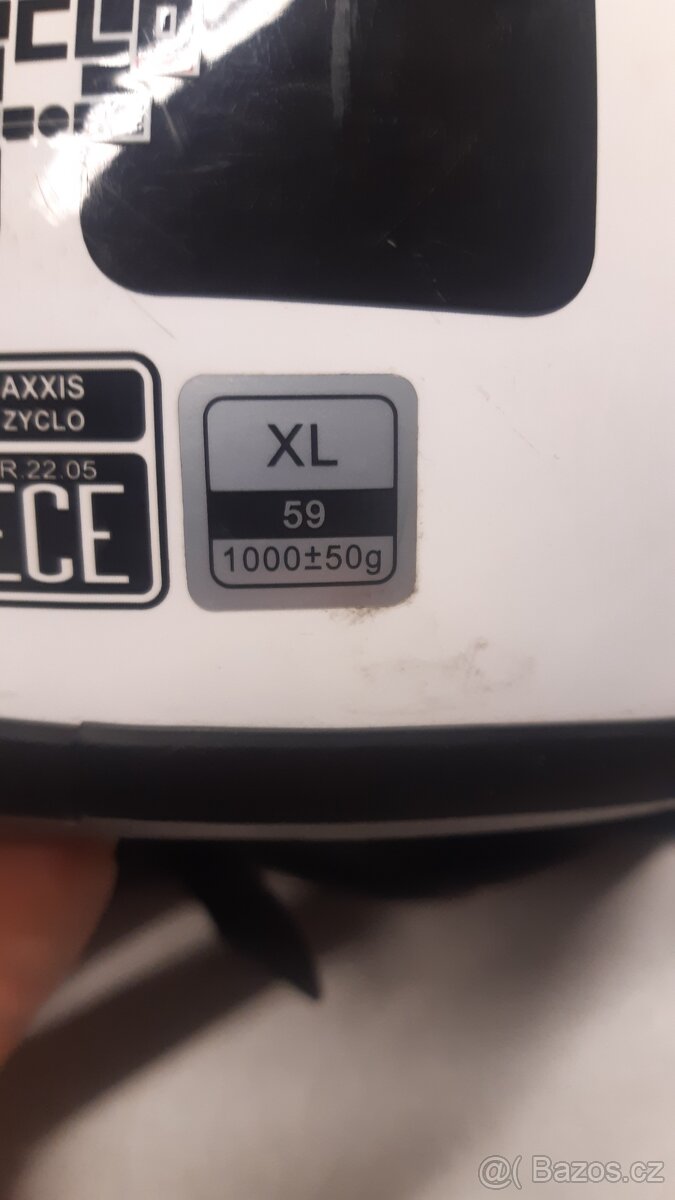 AXXIS
ZYCLO
R.22.05
ECE
XL
59
1000±50g
@( Bazos.cz